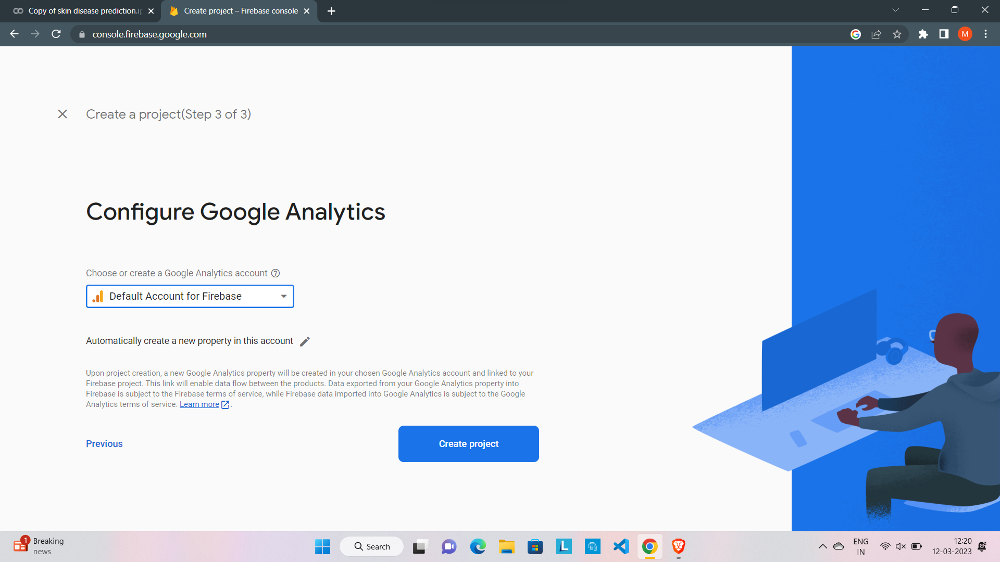 Copy of skin disease prediction.i
Create project – Firebase console
console.firebase.google.com
M
Create a project(Step 3 of 3)
Configure Google Analytics
Choose or create a Google Analytics account
Default Account for Firebase
Automatically create a new property in this account
Upon project creation, a new Google Analytics property will be created in your chosen Google Analytics account and linked to your
Firebase project. This link will enable data flow between the products. Data exported from your Google Analytics property into
Firebase is subject to the Firebase terms of service, while Firebase data imported into Google Analytics is subject to the Google
Analytics terms of service. Learn more .
Previous
Create project
1
Breaking
news
Search
L
ENG
IN
12:20
12-03-2023